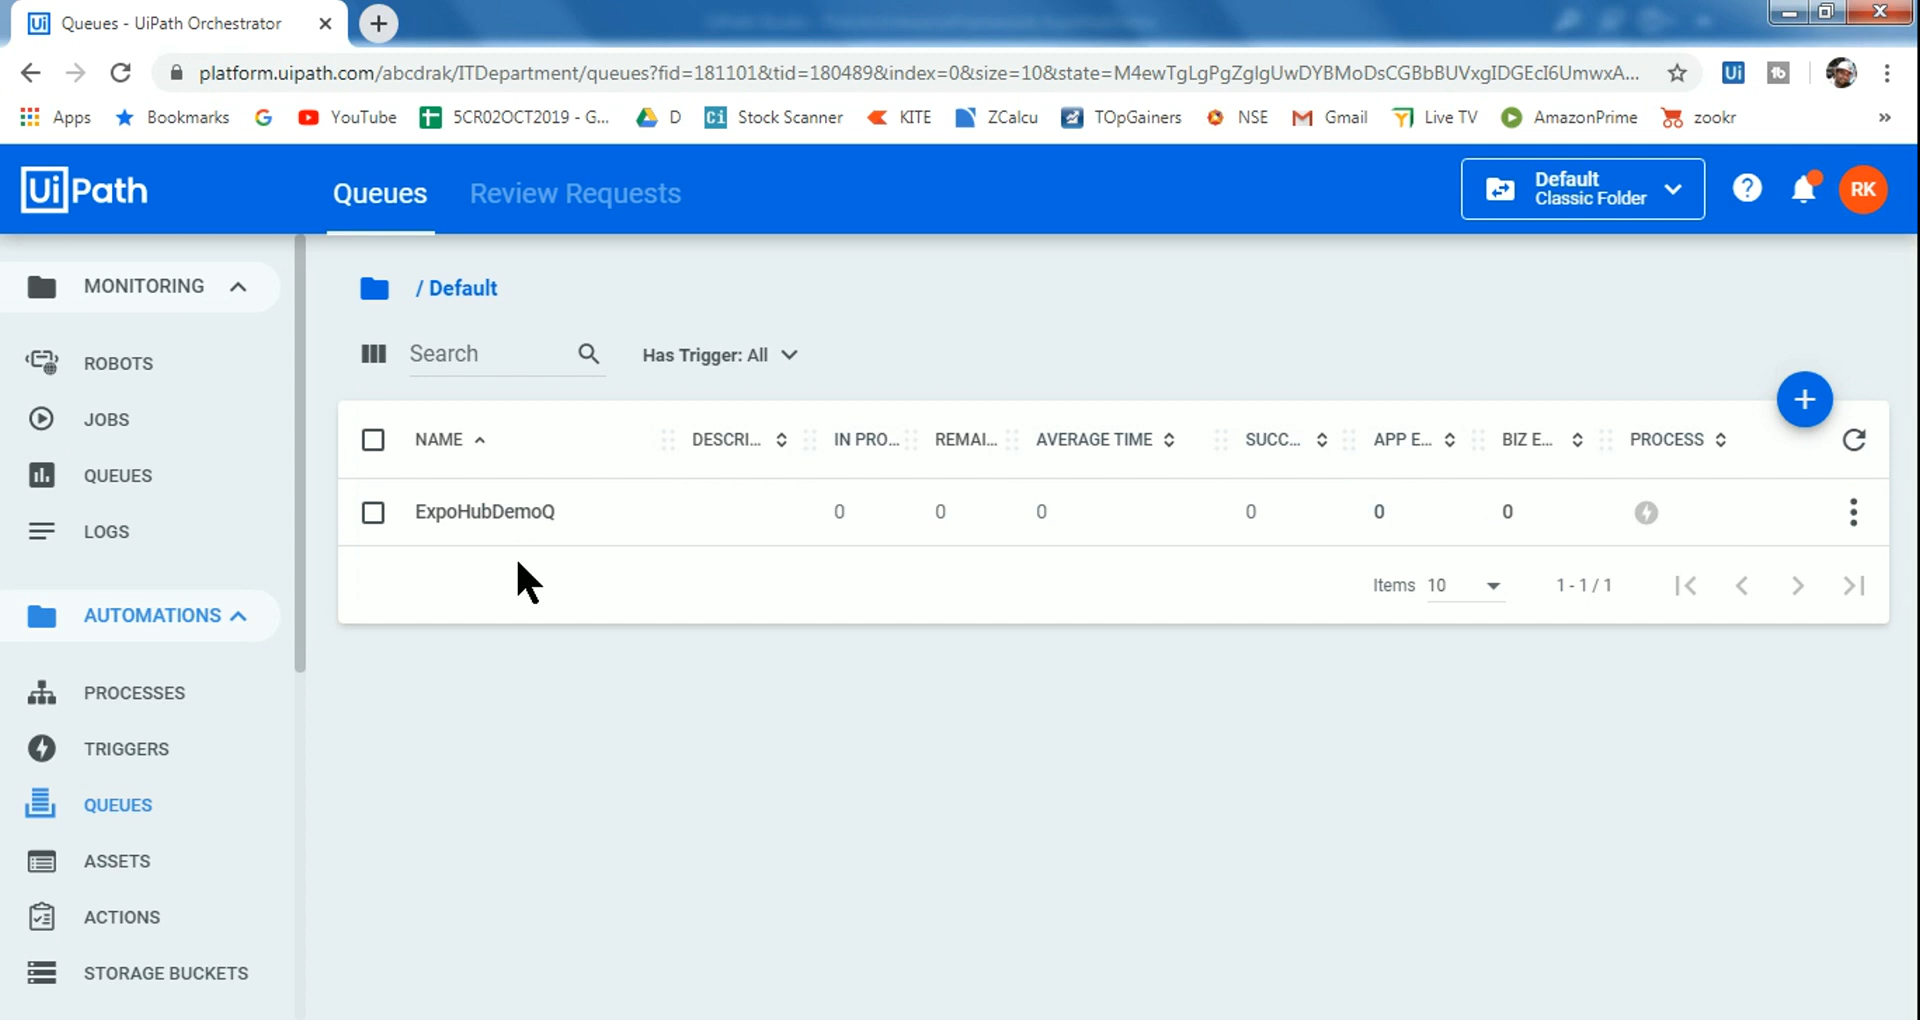 Queues - UiPath Orchestrator
platform.uipath.com/abcdrak/ITDepartment/queues?fid=181101&tid=180489&index=0&size=10&state=M4ewTgLgPgZglgUwDYBMoDsCGBbBUVxgIDGEcI6UmwxA...
Ui
Apps Bookmarks YouTube 5CR02OCT2019 - G... D Ci Stock Scanner KITE ZCalcu TOpGainers NSE Gmail Live TV AmazonPrime zookr »
UiPath Queues Review Requests Default
Classic Folder
RK
MONITORING
ROBOTS
JOBS
QUEUES
LOGS
AUTOMATIONS
PROCESSES
TRIGGERS
QUEUES
ASSETS
ACTIONS
STORAGE BUCKETS
/ Default
Search Has Trigger: All
NAME DESCRI... IN PRO... REMAI... AVERAGE TIME SUCC... APP E... BIZ E... PROCESS
ExpoHubDemoQ 0 0 0 0 0 0
Items 10 1 - 1 / 1